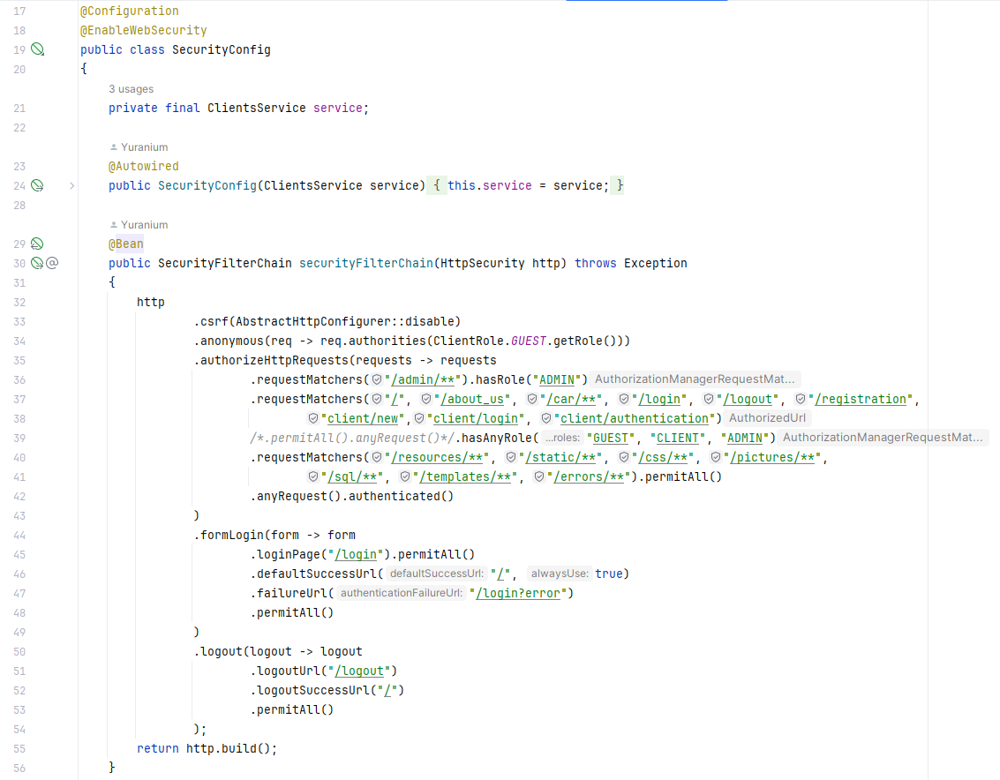 17 @Configuration
18 @EnableWebSecurity
19 public class SecurityConfig
20 {
3 usages
21 private final ClientsService service;
22
Yuranium
23 @Autowired
24 public SecurityConfig(ClientsService service) { this.service = service; }
28
Yuranium
29 @Bean
30 public SecurityFilterChain securityFilterChain(HttpSecurity http) throws Exception
31 {
32 http
33 .csrf(AbstractHttpConfigurer::disable)
34 .anonymous(req -> req.authorities(ClientRole.GUEST.getRole()))
35 .authorizeHttpRequests(requests -> requests
36 .requestMatchers("/admin/**").hasRole("ADMIN") AuthorizationManagerRequestMat...
37 .requestMatchers("/", "/about_us", "/car/**", "/login", "/logout", "/registration",
38 "client/new", "client/login", "client/authentication") AuthorizedUrl
39 /*.permitAll().anyRequest()*/.hasAnyRole( ...roles: "GUEST", "CLIENT", "ADMIN") AuthorizationManagerRequestMat...
40 .requestMatchers("/resources/**", "/static/**", "/css/**", "/pictures/**",
41 "/sql/**", "/templates/**", "/errors/**").permitAll()
42 .anyRequest().authenticated()
43 )
44 .formLogin(form -> form
45 .loginPage("/login").permitAll()
46 .defaultSuccessUrl( defaultSuccessUrl: "/", alwaysUse: true)
47 .failureUrl( authenticationFailureUrl: "/login?error")
48 .permitAll()
49 )
50 .logout(logout -> logout
51 .logoutUrl("/logout")
52 .logoutSuccessUrl("/")
53 .permitAll()
54 );
55 return http.build();
56 }